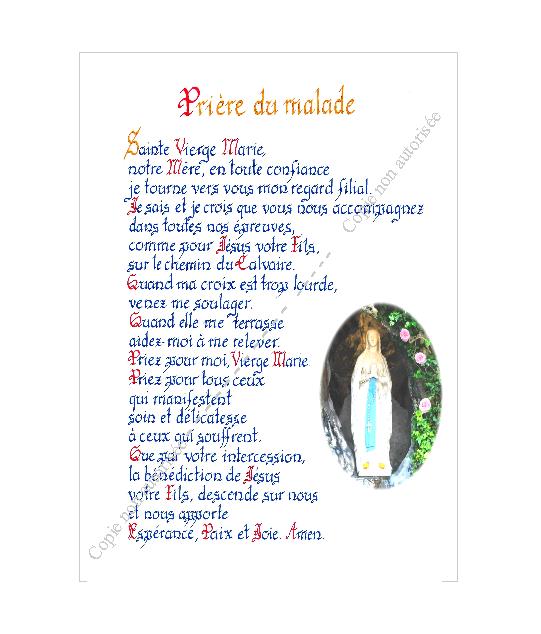 Prière du malade
Sainte Vierge Marie,
notre Mère, en toute confiance
je tourne vers vous mon regard filial.
Je sais et je crois que vous nous accompagnez
dans toutes nos épreuves,
comme pour Jésus votre Fils,
sur le chemin du Calvaire.
Quand ma croix est trop lourde,
venez me soulager.
Quand elle me terrasse
aidez-moi à me relever.
Priez pour moi, Vierge Marie
Priez pour tous ceux
qui manifestent
soin et délicatesse
à ceux qui souffrent.
Que par votre intercession,
la bénédiction de Jésus
votre Fils, descende sur nous
et nous apporte
Espérance, Paix et Joie. Amen.
Copie non autorisée
Copie non autorisée